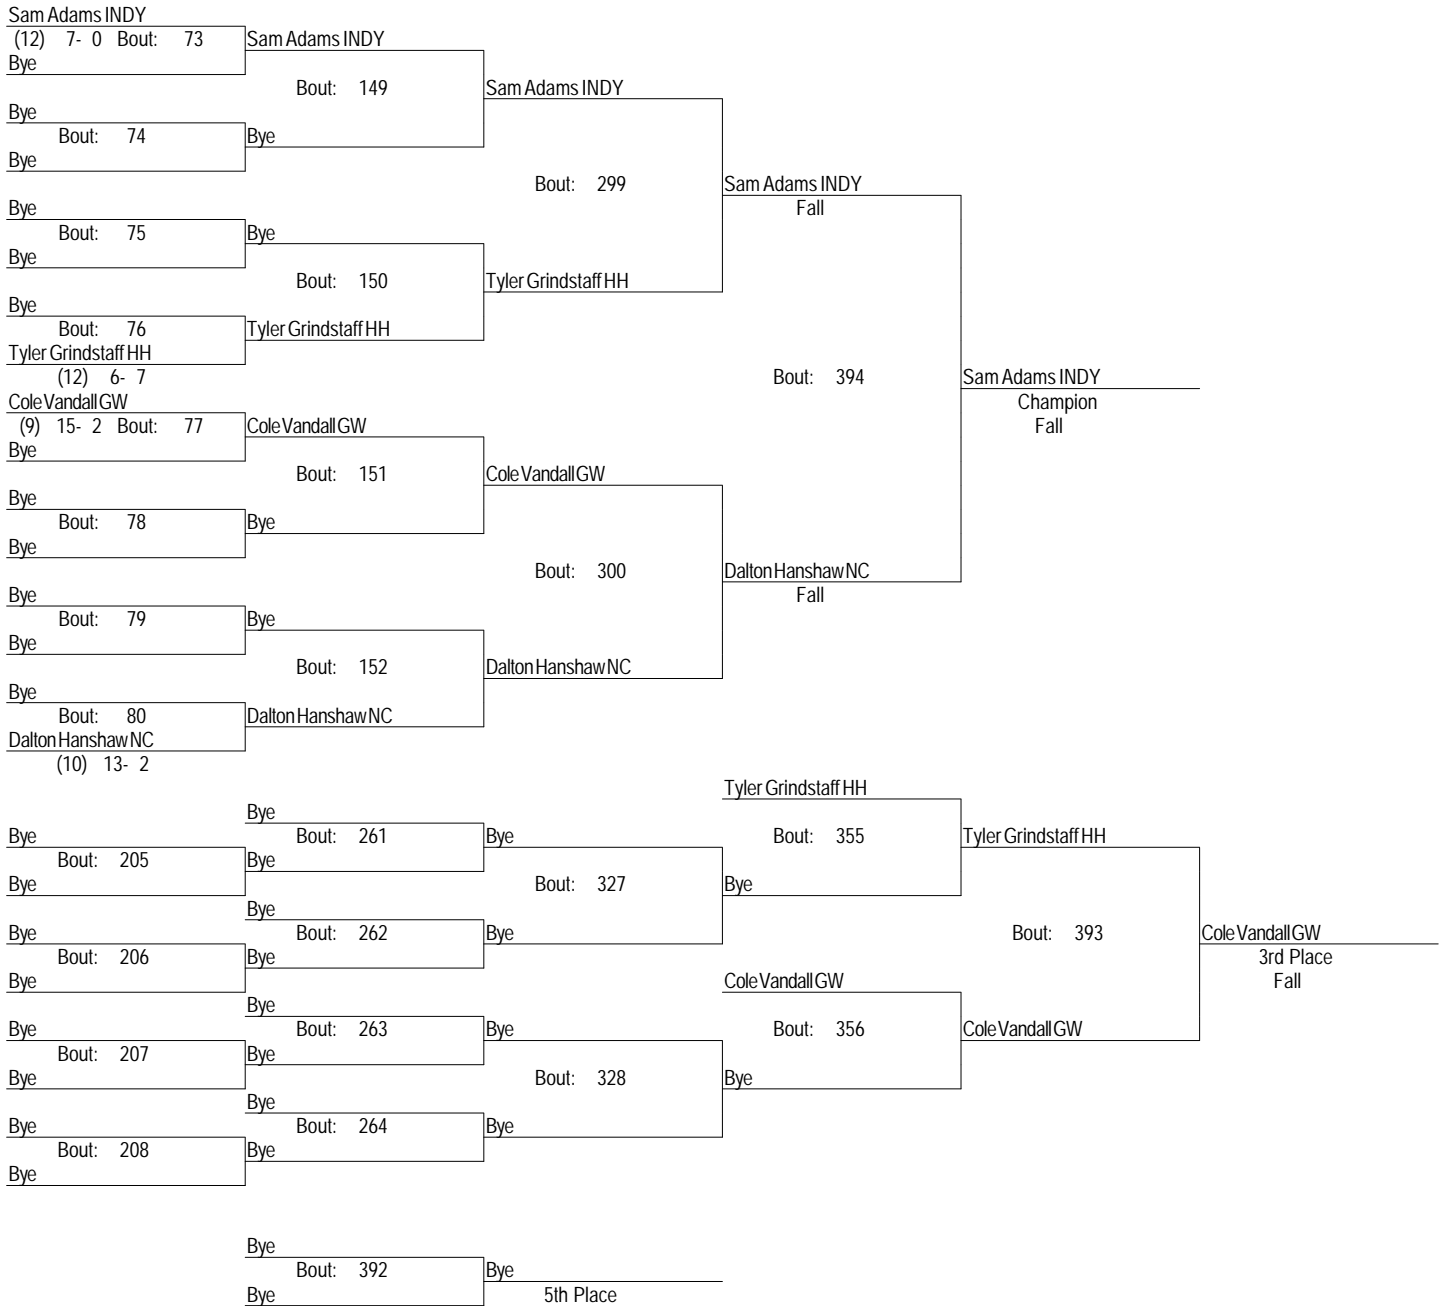 Sam Adams INDY
(12) 7- 0 Bout: 73 Sam Adams INDY
Bye
Bout: 149 Sam Adams INDY
Bye
Bout: 74 Bye
Bye
Bout: 299 Sam Adams INDY
Fall
Bye
Bout: 75 Bye
Bye
Bout: 150 Tyler Grindstaff HH
Bye
Bout: 76 Tyler Grindstaff HH
Tyler Grindstaff HH
(12) 6- 7
Bout: 394 Sam Adams INDY
Champion
Fall
Cole Vandall GW
(9) 15- 2 Bout: 77 Cole Vandall GW
Bye
Bout: 151 Cole Vandall GW
Bye
Bout: 78 Bye
Bye
Bout: 300 Dalton Hanshaw NC
Fall
Bye
Bout: 79 Bye
Bye
Bout: 152 Dalton Hanshaw NC
Bye
Bout: 80 Dalton Hanshaw NC
Dalton Hanshaw NC
(10) 13- 2
Tyler Grindstaff HH
Bye
Bye Bout: 261 Bye Bout: 355 Tyler Grindstaff HH
Bout: 205 Bye
Bye Bout: 327 Bye
Bye
Bye Bout: 262 Bye Bout: 393 Cole Vandall GW
Bout: 206 Bye 3rd Place
Bye Cole Vandall GW Fall
Bye
Bye Bout: 263 Bye Bout: 356 Cole Vandall GW
Bout: 207 Bye
Bye Bout: 328 Bye
Bye
Bye Bout: 264 Bye
Bout: 208 Bye
Bye
Bye
Bout: 392 Bye
Bye 5th Place